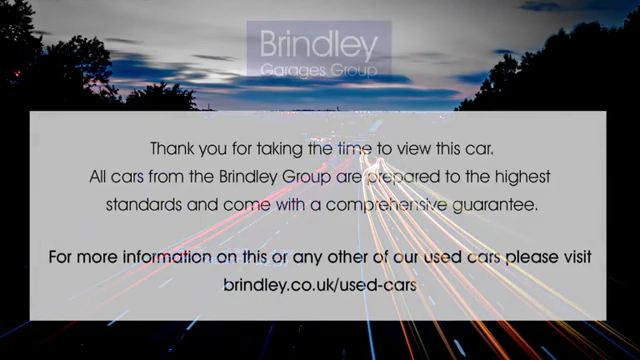 Brindley
Garages Group
Thank you for taking the time to view this car.
All cars from the Brindley Group are prepared to the highest
standards and come with a comprehensive guarantee.
For more information on this or any other of our used cars please visit
brindley.co.uk/used-cars